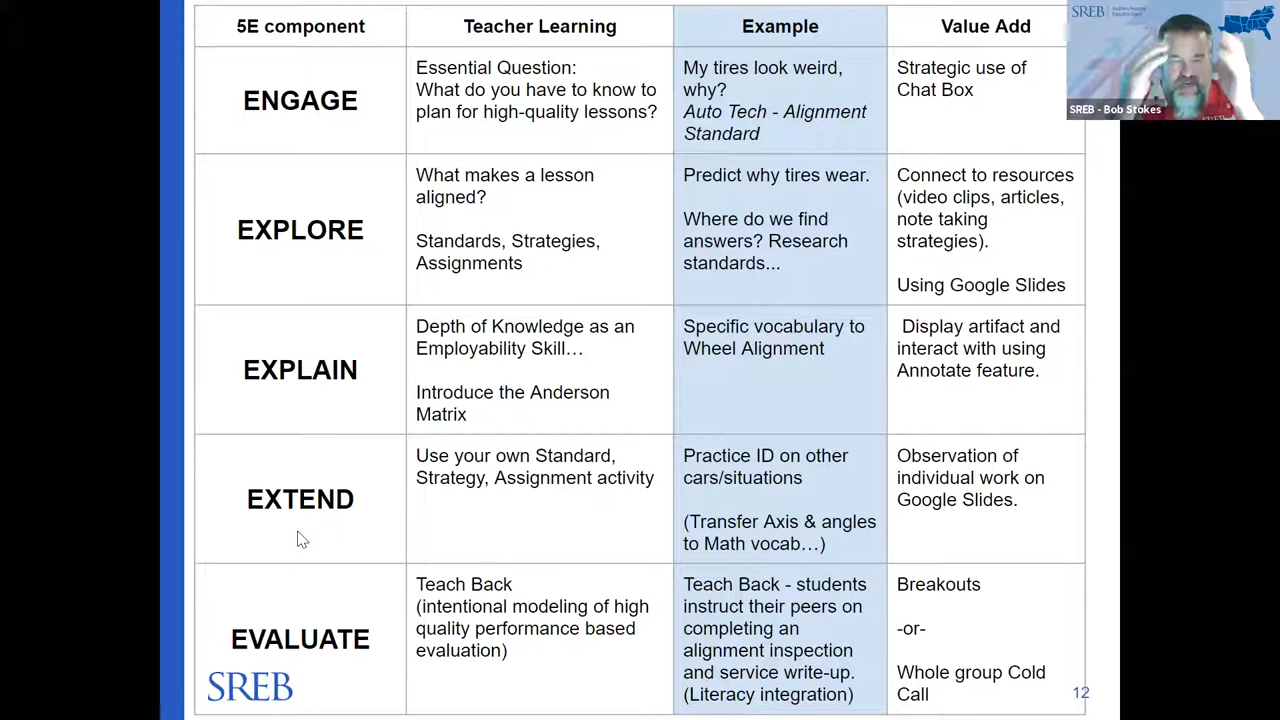 5E component
Teacher Learning
Example
Value Add
ENGAGE
Essential Question:
What do you have to know to
plan for high-quality lessons?
My tires look weird,
why?
Auto Tech - Alignment
Standard
Strategic use of
Chat Box
EXPLORE
What makes a lesson
aligned?
Standards, Strategies,
Assignments
Predict why tires wear.
Where do we find
answers? Research
standards...
Connect to resources
(video clips, articles,
note taking
strategies).
Using Google Slides
EXPLAIN
Depth of Knowledge as an
Employability Skill…
Introduce the Anderson
Matrix
Specific vocabulary to
Wheel Alignment
Display artifact and
interact with using
Annotate feature.
EXTEND
Use your own Standard,
Strategy, Assignment activity
Practice ID on other
cars/situations
(Transfer Axis & angles
to Math vocab…)
Observation of
individual work on
Google Slides.
EVALUATE
Teach Back
(intentional modeling of high
quality performance based
evaluation)
Teach Back - students
instruct their peers on
completing an
alignment inspection
and service write-up.
(Literacy integration)
Breakouts
-or-
Whole group Cold
Call
SREB
12
SREB
SREB - Bob Stokes
SREB